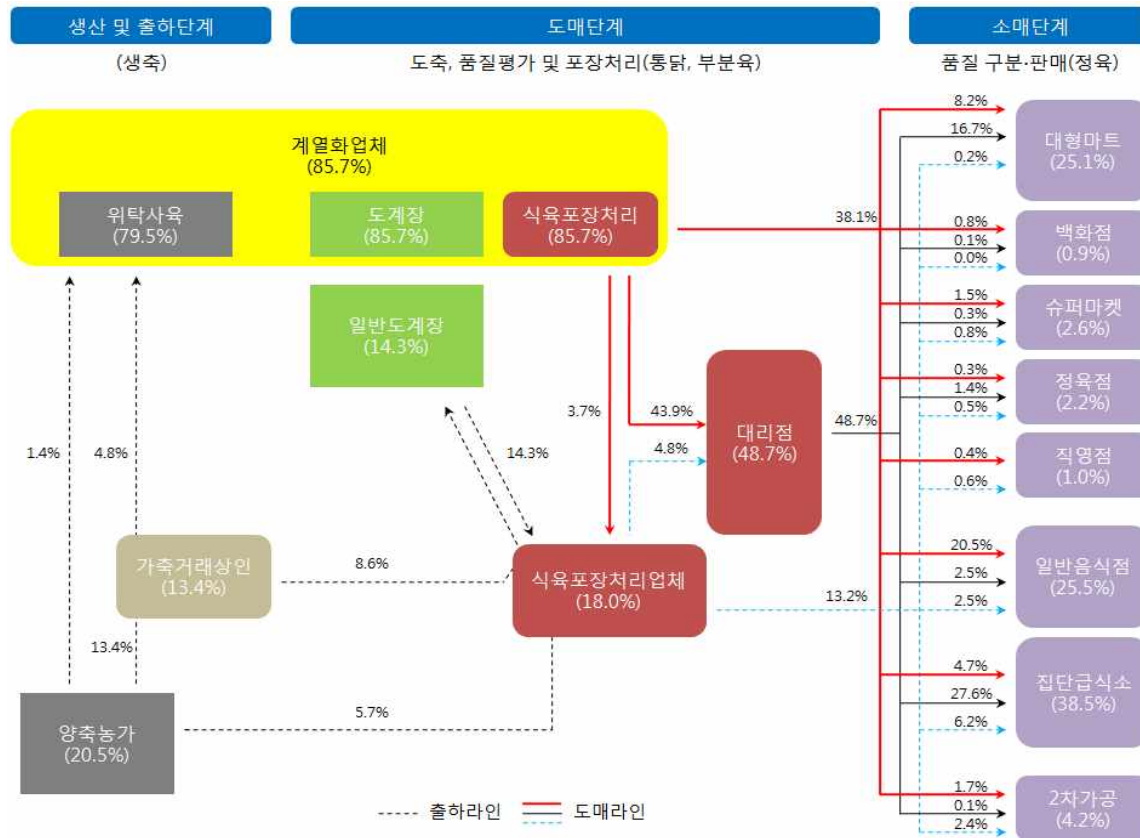 생산 및 출하단계
도매단계
소매단계
(생축)
도축, 품질평가 및 포장처리(통닭, 부분육)
품질 구분·판매(정육)
계열화업체
(85.7%)
위탁사육
(79.5%)
도계장
(85.7%)
식육포장처리
(85.7%)
38.1%
일반도계장
(14.3%)
1.4%
4.8%
14.3%
3.7%
43.9%
4.8%
대리점
(48.7%)
48.7%
가축거래상인
(13.4%)
8.6%
식육포장처리업체
(18.0%)
13.2%
13.4%
양축농가
(20.5%)
5.7%
8.2%
16.7%
0.2%
대형마트
(25.1%)
0.8%
0.1%
0.0%
백화점
(0.9%)
1.5%
0.3%
0.8%
슈퍼마켓
(2.6%)
0.3%
1.4%
0.5%
정육점
(2.2%)
0.4%
0.6%
직영점
(1.0%)
20.5%
2.5%
2.5%
일반음식점
(25.5%)
4.7%
27.6%
6.2%
집단급식소
(38.5%)
1.7%
0.1%
2.4%
2차가공
(4.2%)
출하라인
도매라인